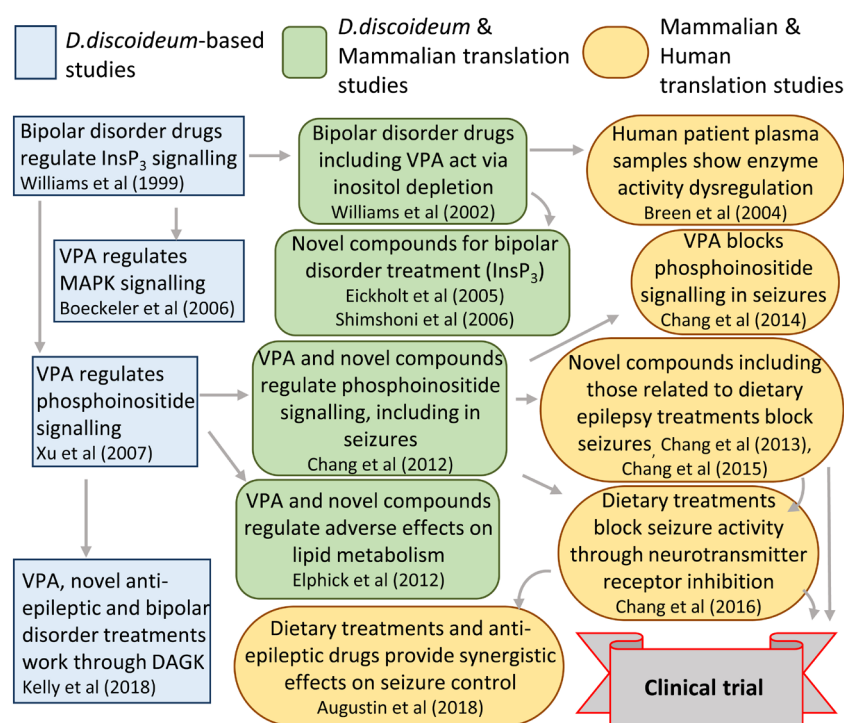 D.discoideum-based
studies
D.discoideum &
Mammalian translation
studies
Mammalian &
Human
translation studies
Bipolar disorder drugs
regulate InsP3 signalling
Williams et al (1999)
Bipolar disorder drugs
including VPA act via
inositol depletion
Williams et al (2002)
Human patient plasma
samples show enzyme
activity dysregulation
Breen et al (2004)
VPA regulates
MAPK signalling
Boeckeler et al (2006)
Novel compounds for bipolar
disorder treatment (InsP3)
Eickholt et al (2005)
Shimshoni et al (2006)
VPA blocks
phosphoinositide
signalling in seizures
Chang et al (2014)
VPA regulates
phosphoinositide
signalling
Xu et al (2007)
VPA and novel compounds
regulate phosphoinositide
signalling, including in
seizures
Chang et al (2012)
Novel compounds including
those related to dietary
epilepsy treatments block
seizures, Chang et al (2013),
Chang et al (2015)
VPA and novel compounds
regulate adverse effects on
lipid metabolism
Elphick et al (2012)
Dietary treatments
block seizure activity
through neurotransmitter
receptor inhibition
Chang et al (2016)
VPA, novel anti-
epileptic and bipolar
disorder treatments
work through DAGK
Kelly et al (2018)
Dietary treatments and anti-
epileptic drugs provide synergistic
effects on seizure control
Augustin et al (2018)
Clinical trial